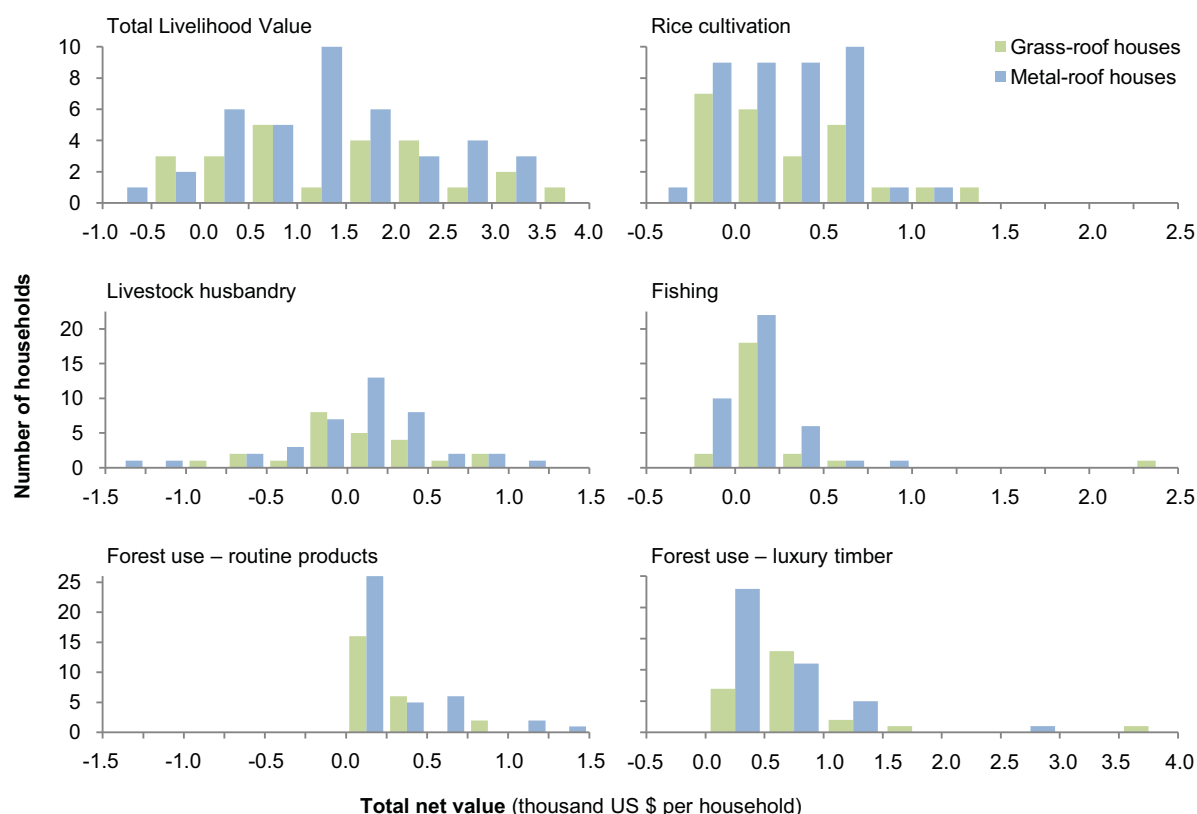 Total Livelihood Value
10
8
6
4
2
0
-1.0 -0.5 0.0 0.5 1.0 1.5 2.0 2.5 3.0 3.5 4.0
Rice cultivation
Grass-roof houses
Metal-roof houses
-0.5 0.0 0.5 1.0 1.5 2.0 2.5
Number of households
Livestock husbandry
20
15
10
5
0
-1.5 -1.0 -0.5 0.0 0.5 1.0 1.5
Fishing
-0.5 0.0 0.5 1.0 1.5 2.0 2.5
Forest use – routine products
25
20
15
10
5
0
-1.5 -1.0 -0.5 0.0 0.5 1.0 1.5
Forest use – luxury timber
-0.5 0.0 0.5 1.0 1.5 2.0 2.5 3.0 3.5 4.0
Total net value (thousand US $ per household)